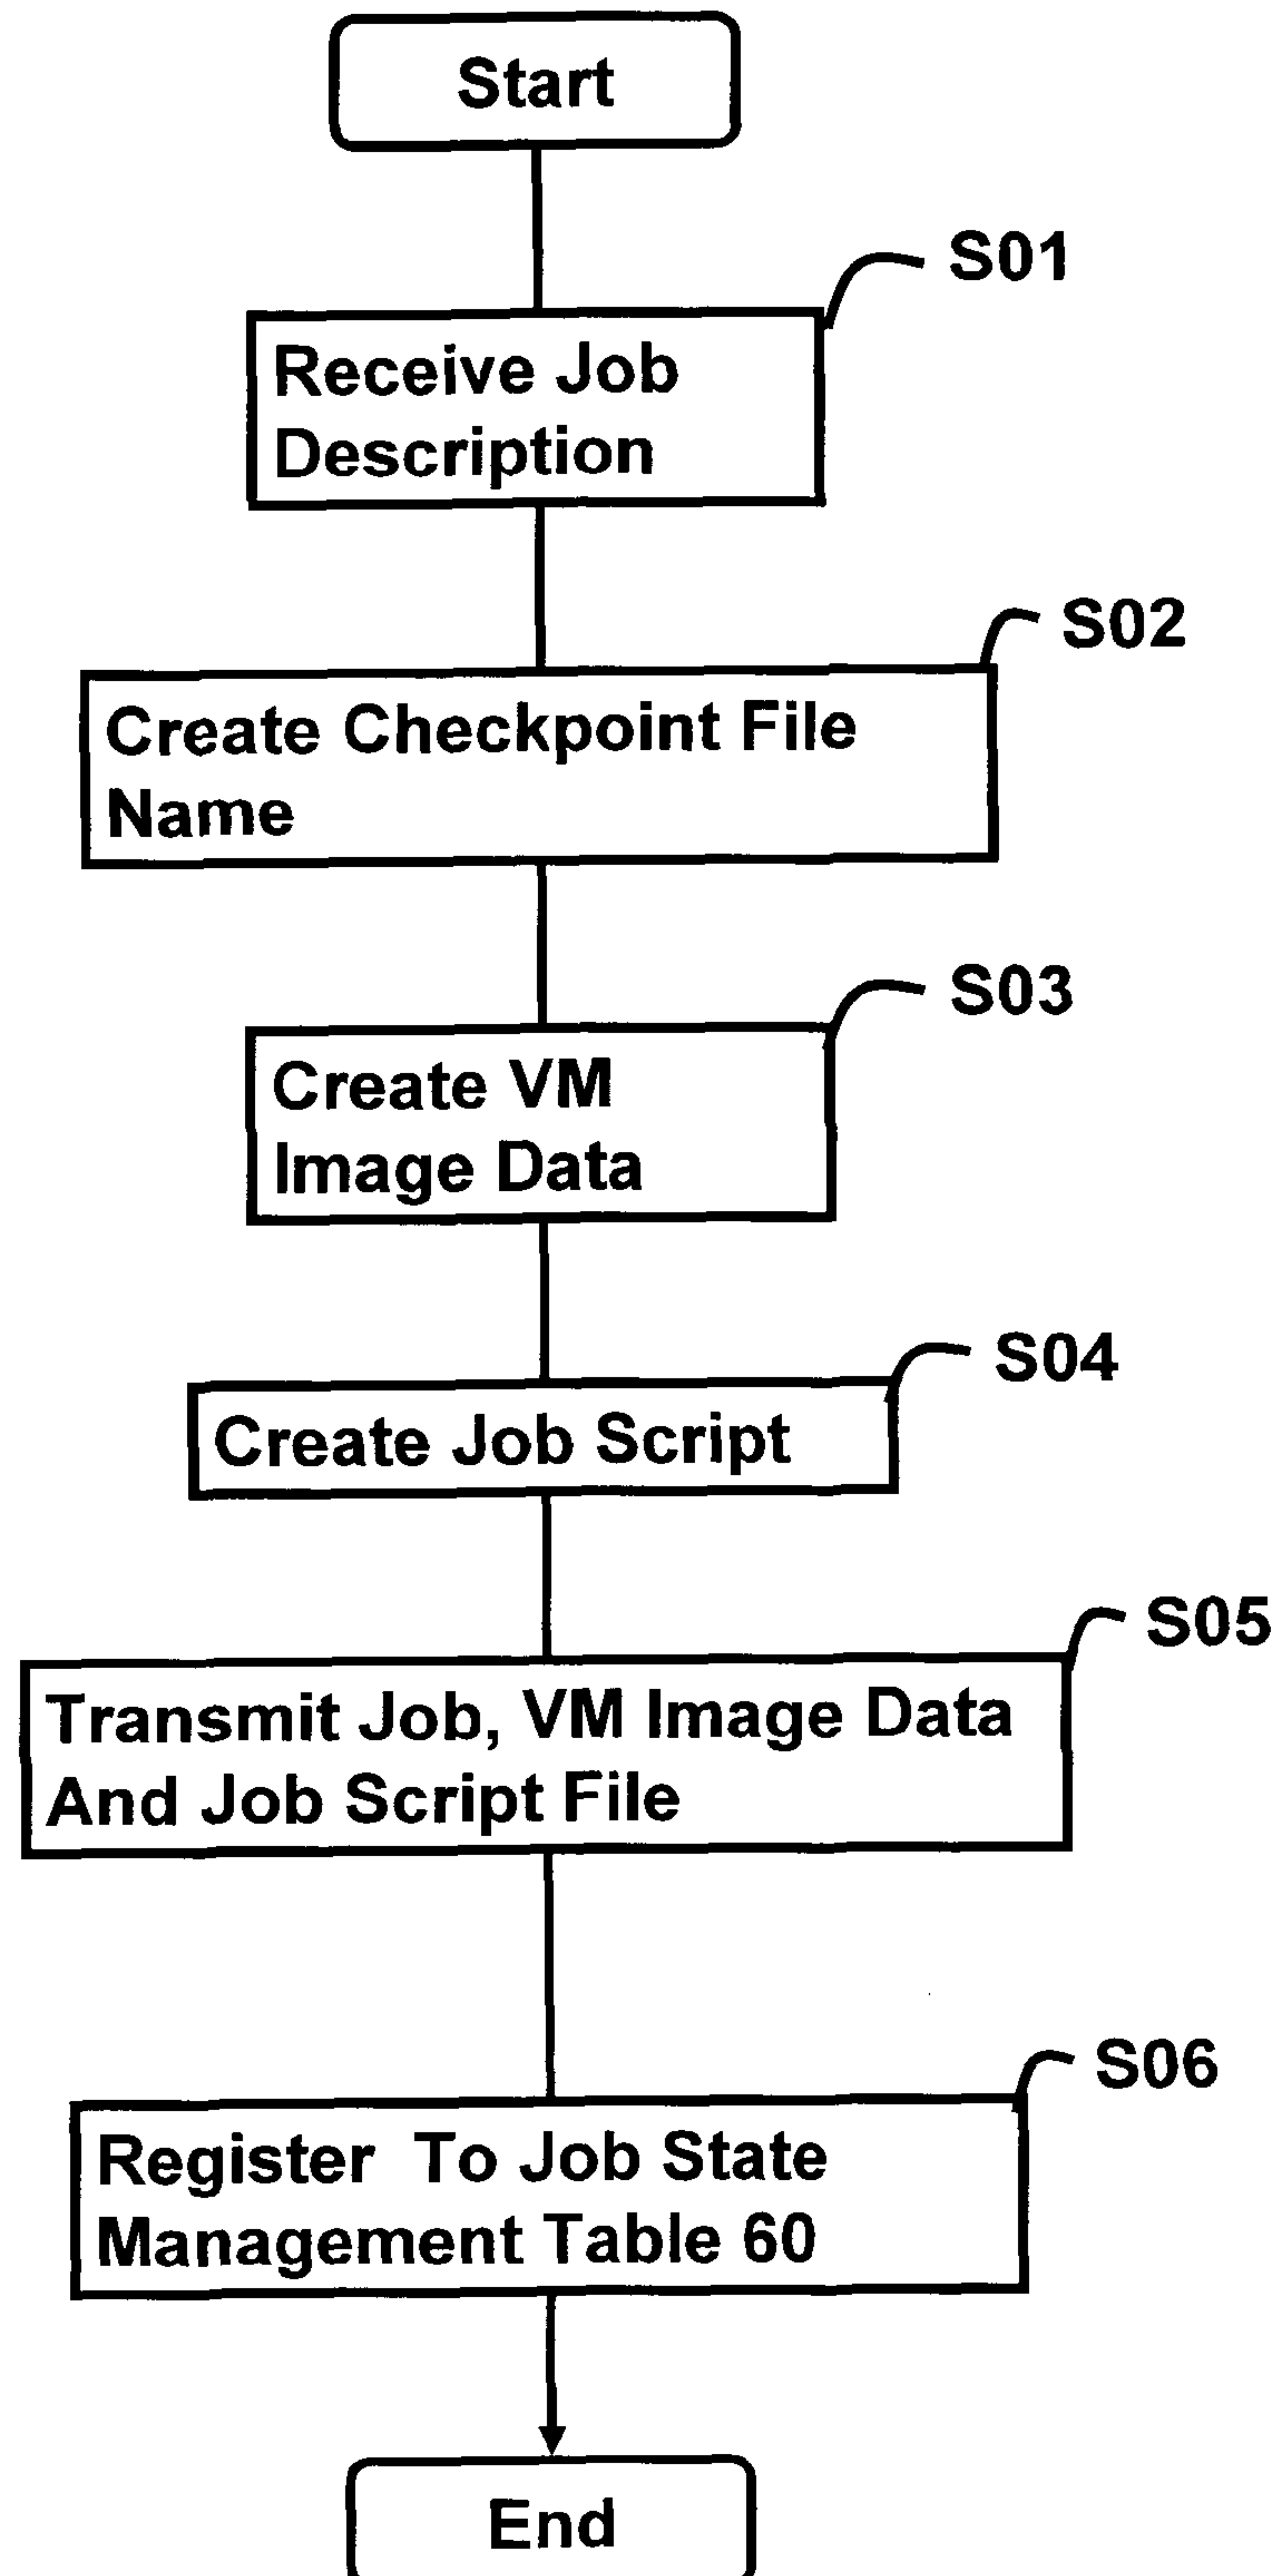 Start
S01
Receive Job
Description
S02
Create Checkpoint File
Name
S03
Create VM
Image Data
S04
Create Job Script
S05
Transmit Job, VM Image Data
And Job Script File
S06
Register To Job State
Management Table 60
End